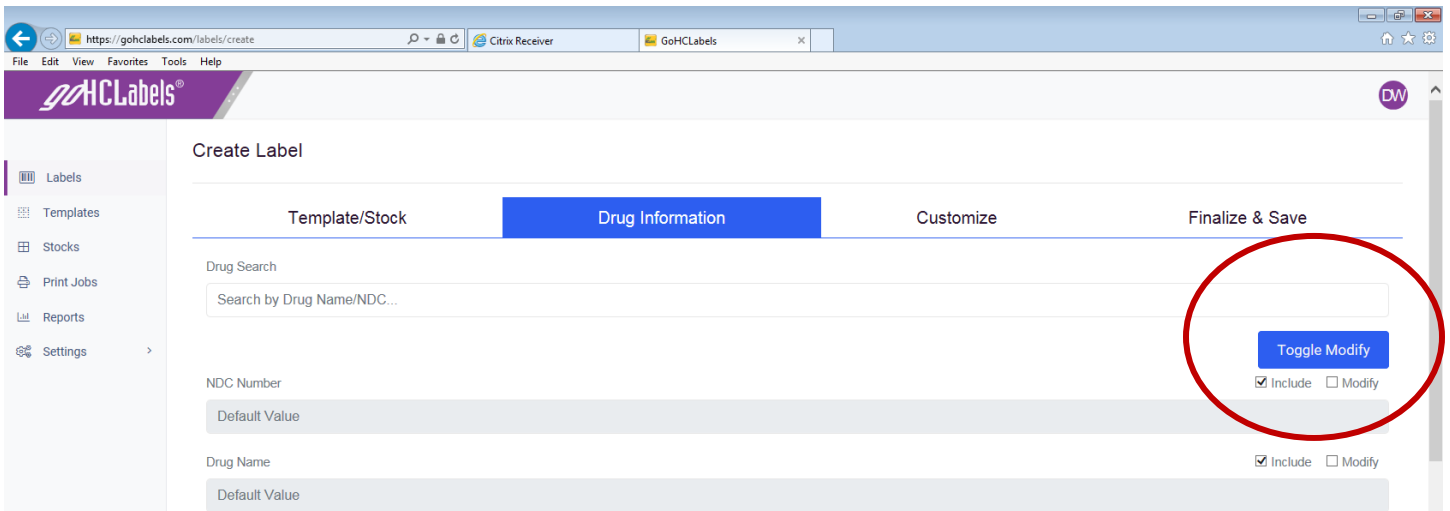 https://gohclabels.com/labels/create
Citrix Receiver
GoHCLabels
File Edit View Favorites Tools Help
goHCLabels®
DW
Create Label
Labels
Templates
Stocks
Print Jobs
Reports
Settings
Template/Stock
Drug Information
Customize
Finalize & Save
Drug Search
Search by Drug Name/NDC...
Toggle Modify
NDC Number
Include
Modify
Default Value
Drug Name
Include
Modify
Default Value